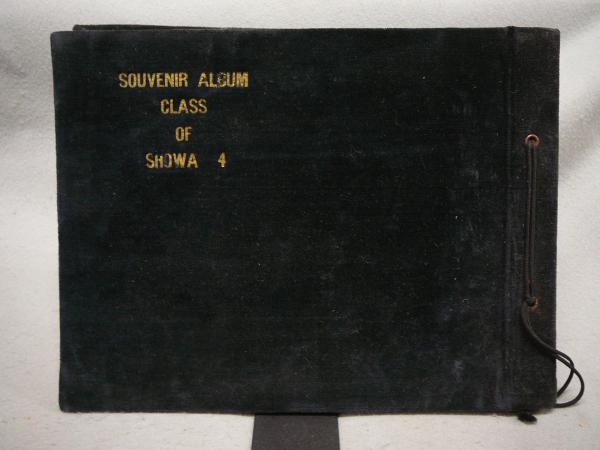 SOUVENIR ALBUM
CLASS
OF
SHOWA 4